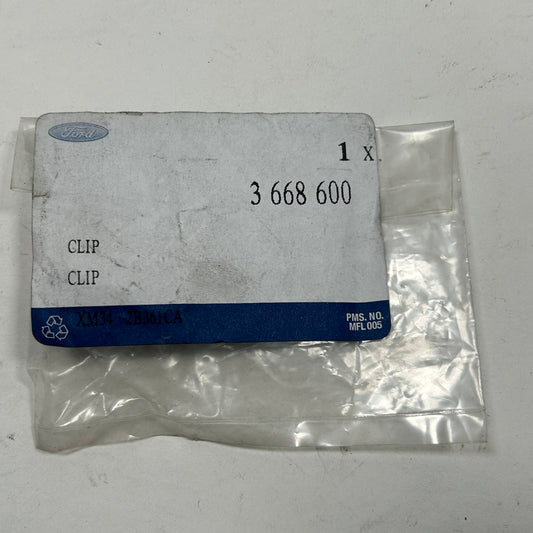 Ford
1 X
3 668 600
CLIP
CLIP
XM34 2B361CA
PMS. NO.
MFL 005